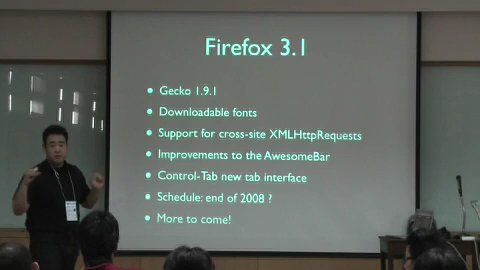 Firefox 3.1
• Gecko 1.9.1
• Downloadable fonts
• Support for cross-site XMLHttpRequests
• Improvements to the AwesomeBar
• Control-Tab new tab interface
• Schedule: end of 2008 ?
• More to come!